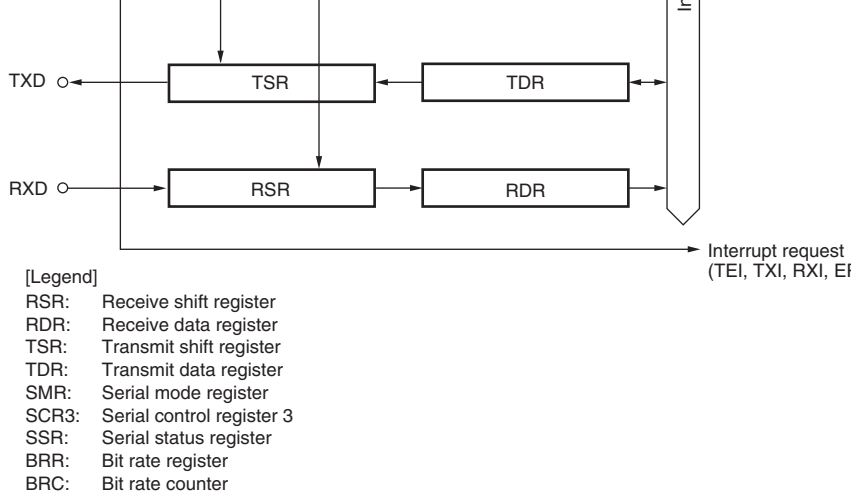 TXD
TSR
TDR
RXD
RSR
RDR
Interrupt request
(TEI, TXI, RXI,
[Legend]
RSR: Receive shift register
RDR: Receive data register
TSR: Transmit shift register
TDR: Transmit data register
SMR: Serial mode register
SCR3: Serial control register 3
SSR: Serial status register
BRR: Bit rate register
BRC: Bit rate counter